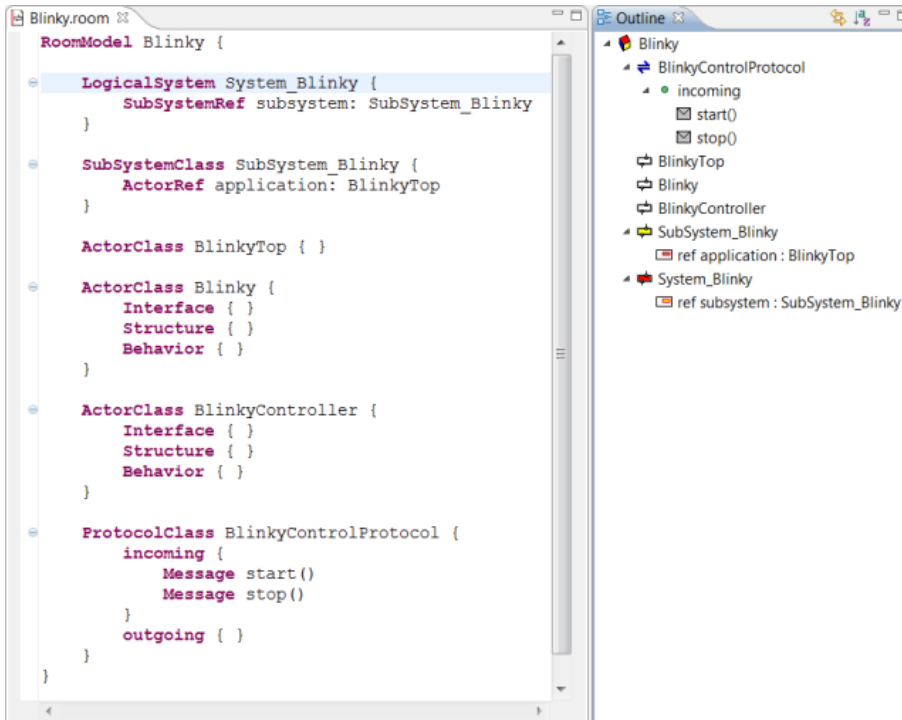 Blinky.room
RoomModel Blinky {
LogicalSystem System_Blinky {
SubSystemRef subsystem: SubSystem_Blinky
}
SubSystemClass SubSystem_Blinky {
ActorRef application: BlinkyTop
}
ActorClass BlinkyTop { }
ActorClass Blinky {
Interface { }
Structure { }
Behavior { }
}
ActorClass BlinkyController {
Interface { }
Structure { }
Behavior { }
}
ProtocolClass BlinkyControlProtocol {
incoming {
Message start()
Message stop()
}
outgoing { }
}
}
Outline
Blinky
BlinkyControlProtocol
incoming
start()
stop()
BlinkyTop
Blinky
BlinkyController
SubSystem_Blinky
ref application : BlinkyTop
System_Blinky
ref subsystem : SubSystem_Blinky